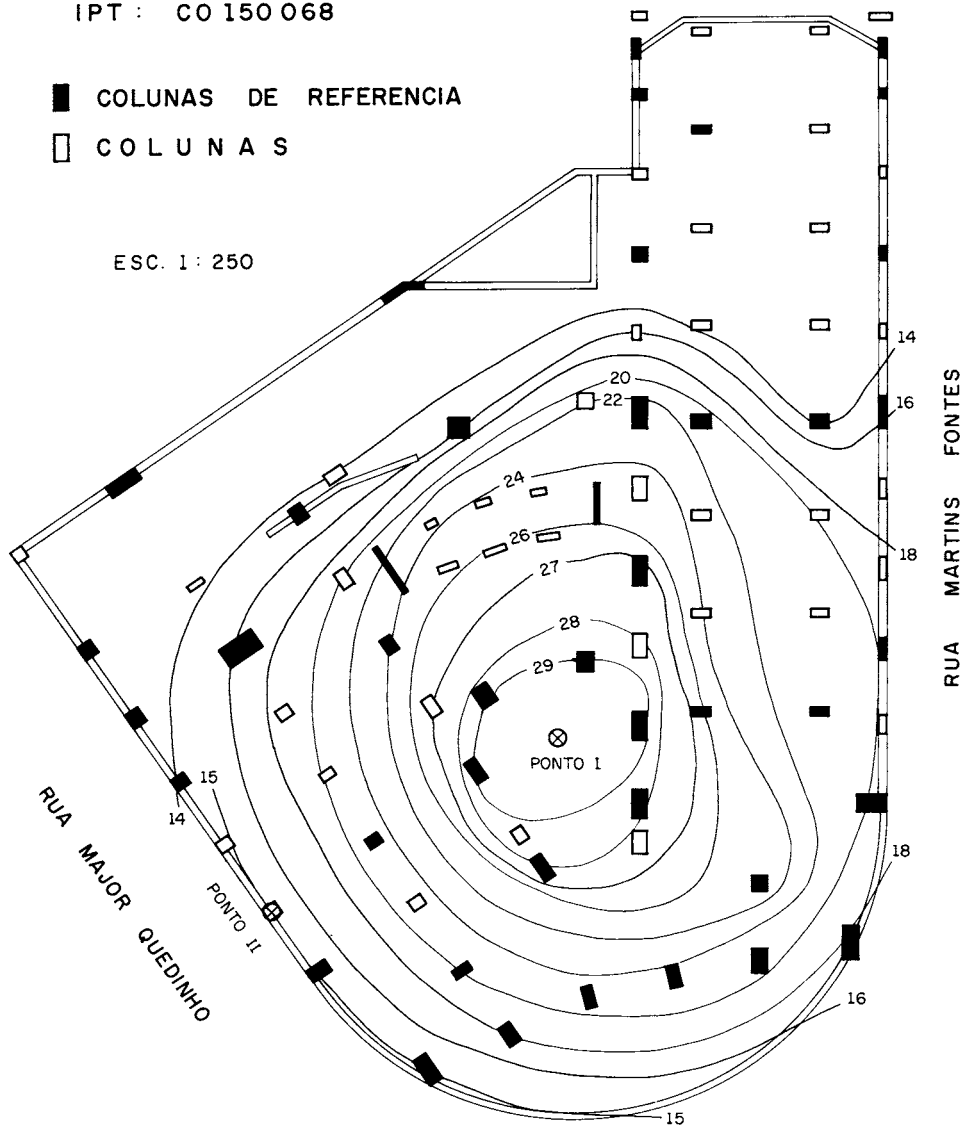 IPT : CO 150 068
COLUNAS DE REFERENCIA
COLUNAS
ESC. 1 : 250
14
16
20
22
24
26
27
28
29
18
PONTO I
15
14
18
16
15
RUA MARTINS FONTES
RUA MAJOR QUEDINHO
PONTO II